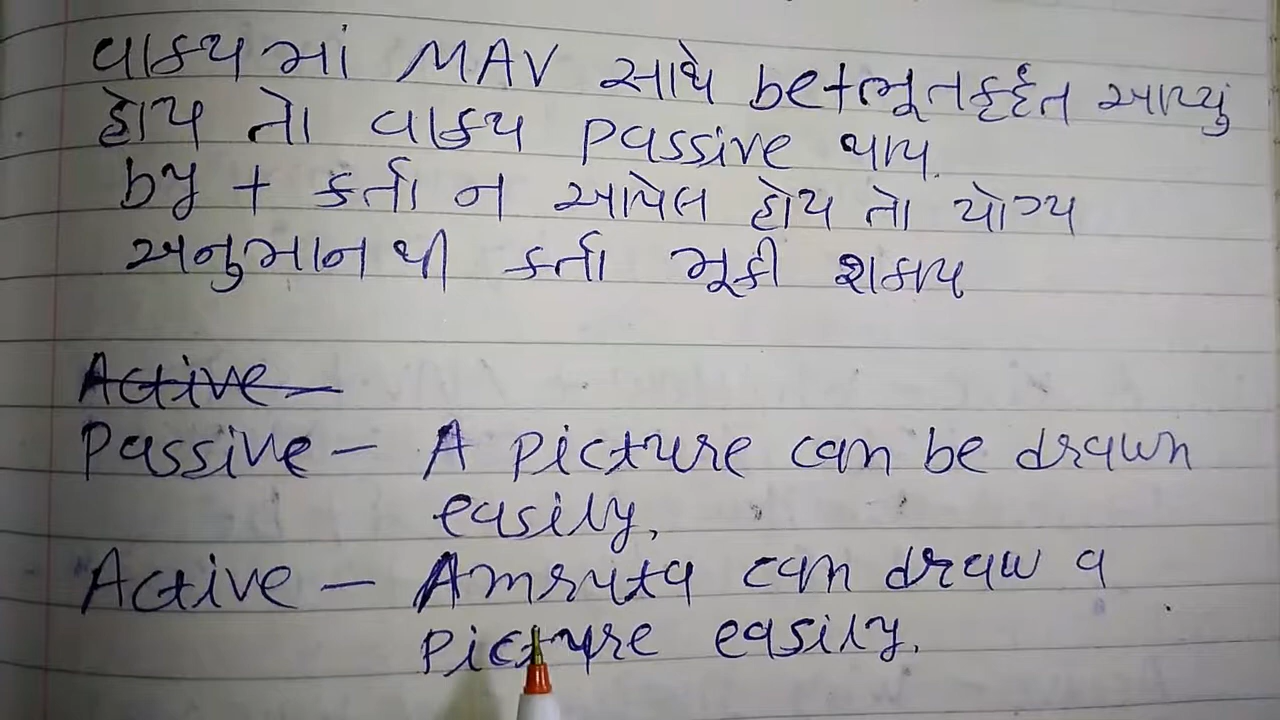 વાક્યમાં MAV સાથે be+ભૂતકૃદંત આવ્યું
હોય તો વાક્ય Passive થાય.
by + કર્તા ન આપેલ હોય તો યોગ્ય
અનુમાનથી કર્તા મૂકી શકાય
Active –
Passive – A picture can be drawn
easily.
Active – Amruta can draw a
picture easily.